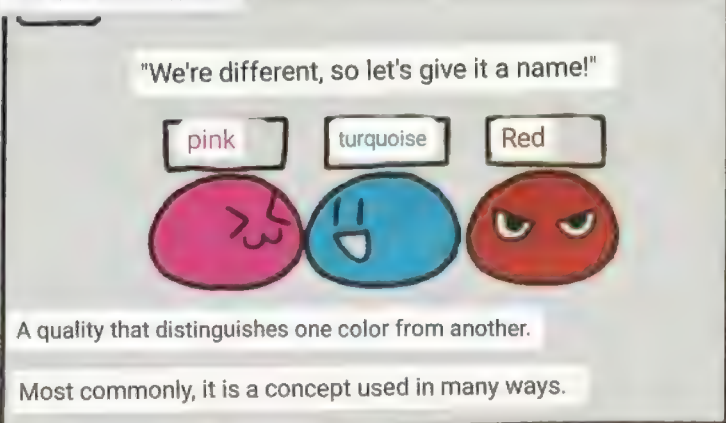 "We're different, so let's give it a name!"
pink
turquoise
Red
A quality that distinguishes one color from another.
Most commonly, it is a concept used in many ways.